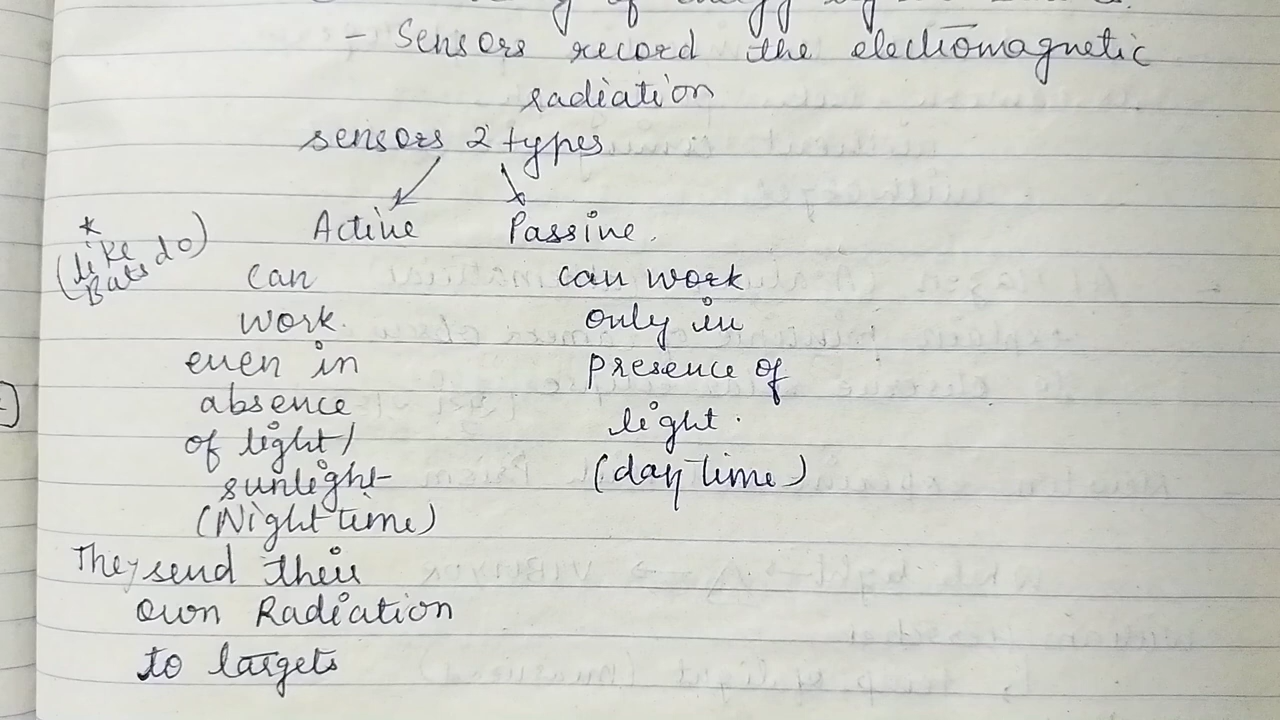 of energy
- Sensors record the electromagnetic
radiation
sensors 2 types
Active Passive.
*
(like
Bats do)
can
work.
even in
absence
of light/
sunlight
(Night time)
They send their
own Radiation
to targets
can work
only in
presence of
light.
(day time)